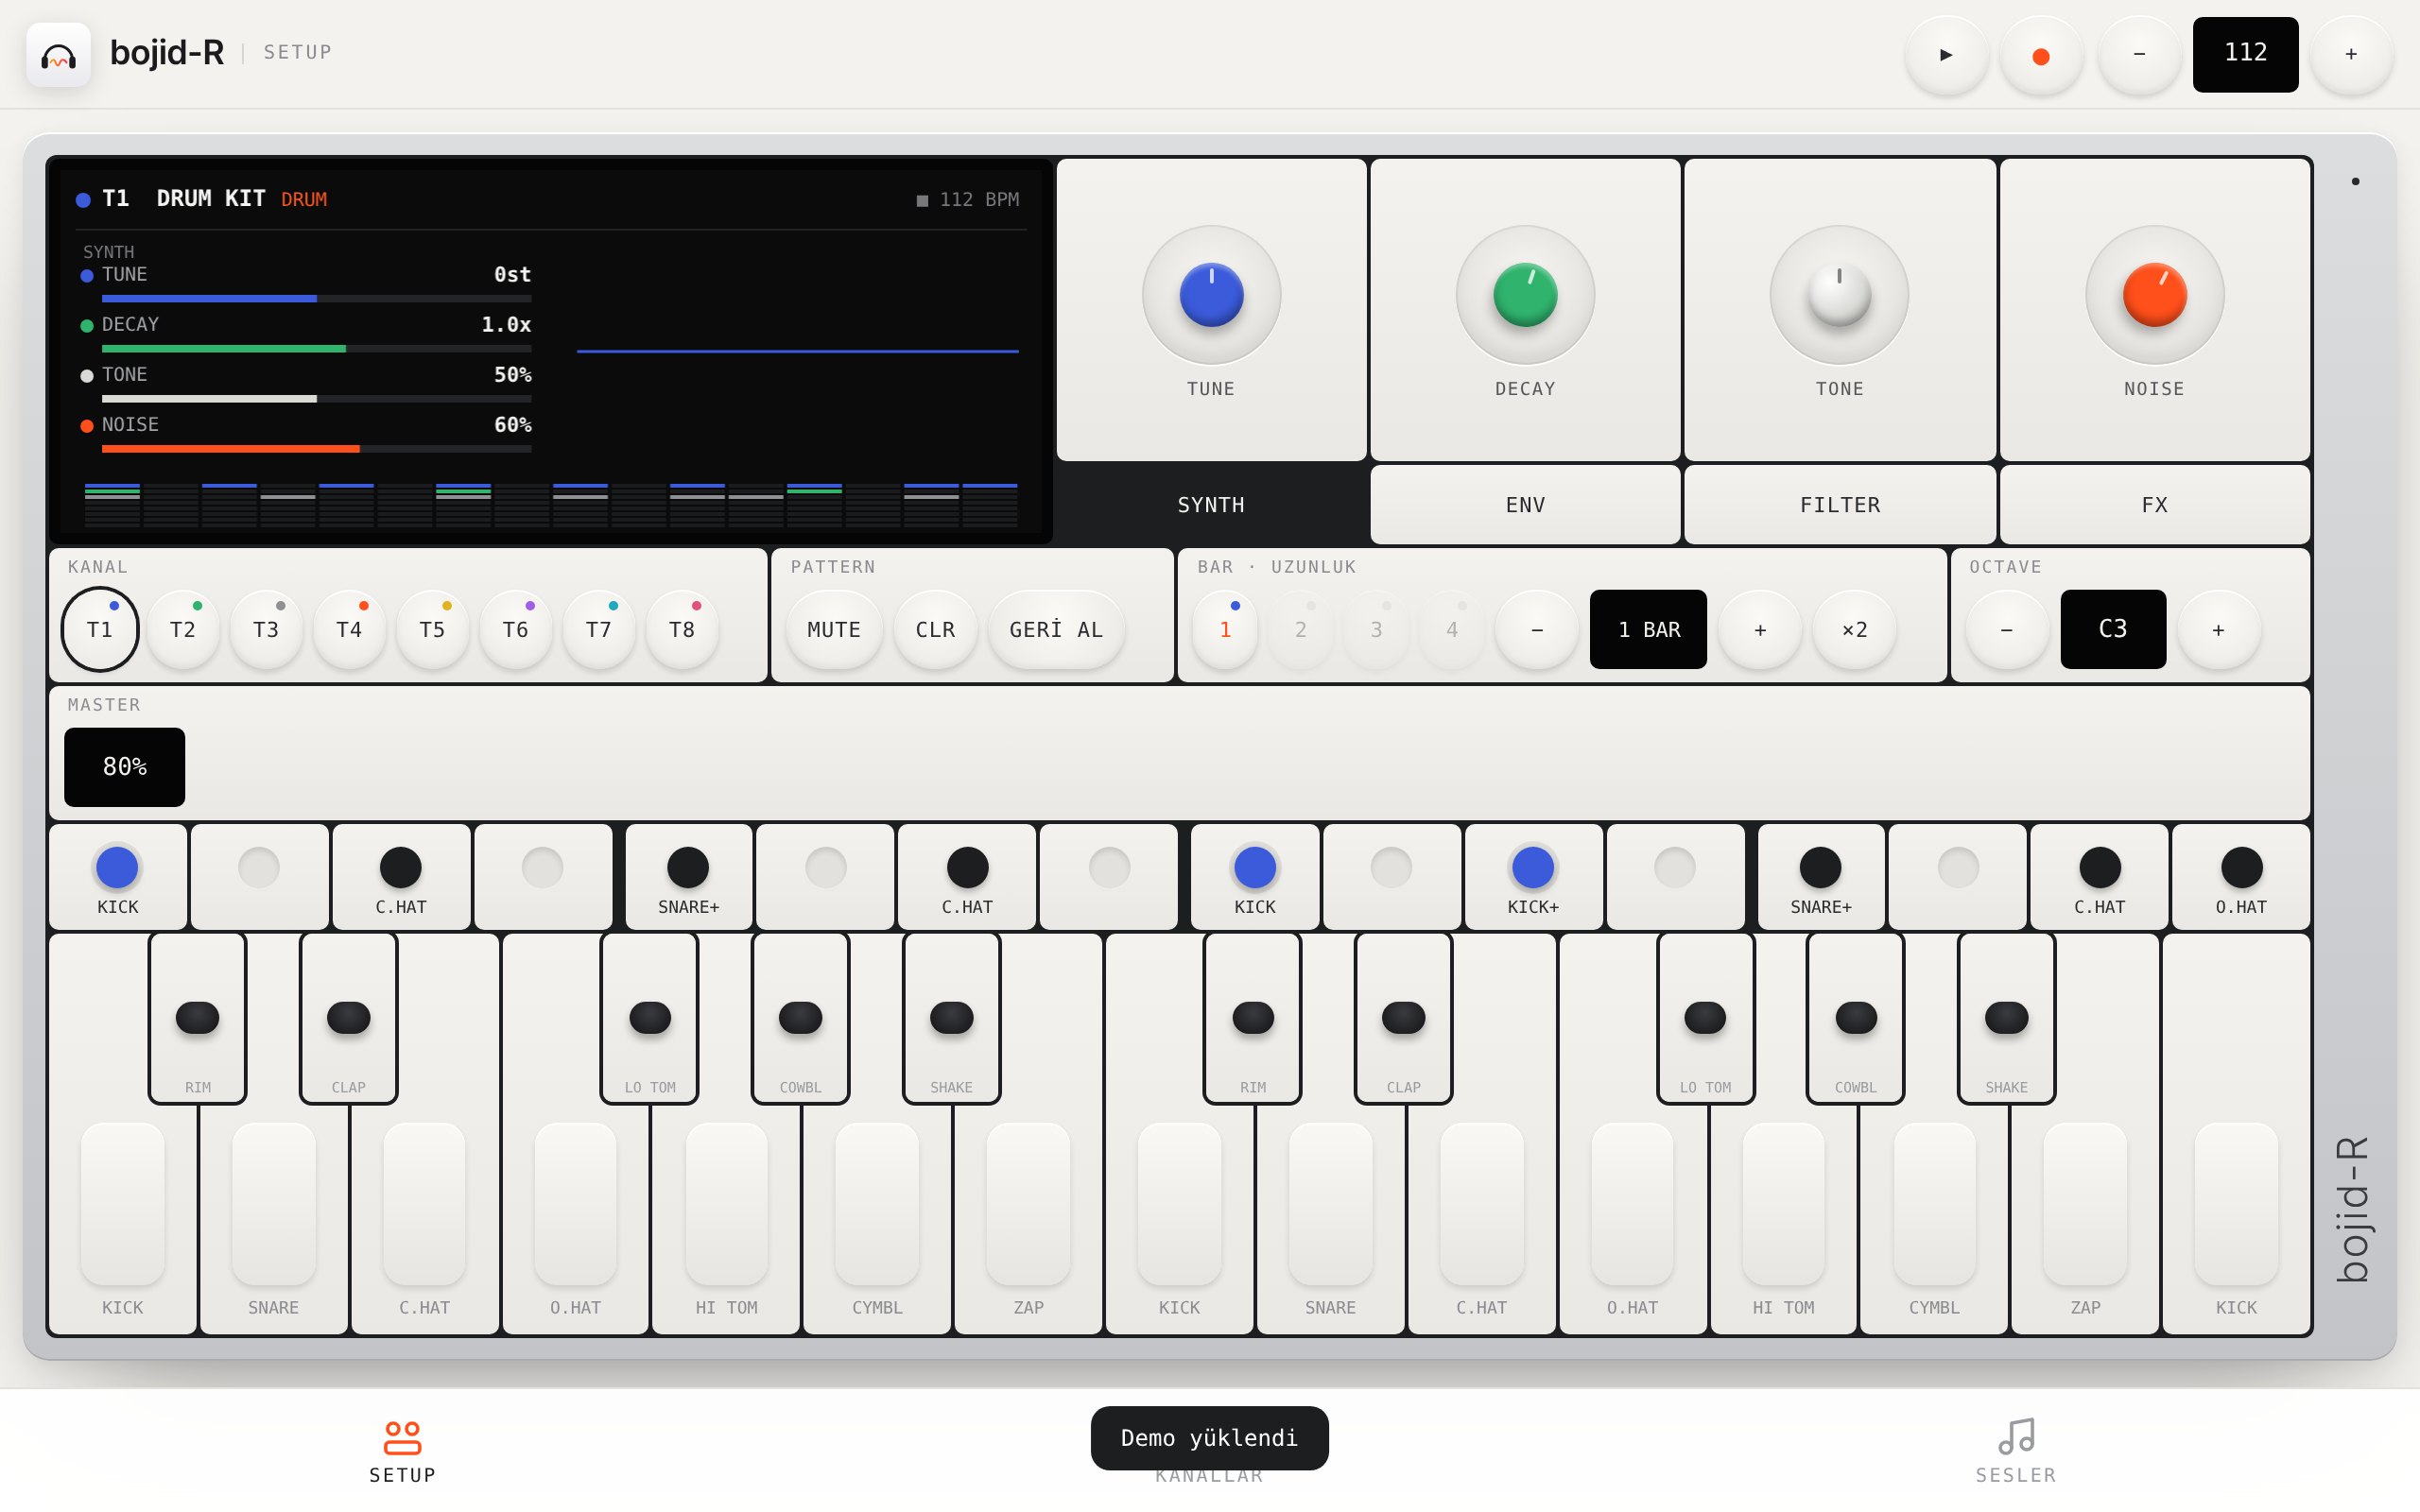 bojid-R SETUP
▶ ● − 112 +
T1 DRUM KIT DRUM ■ 112 BPM
SYNTH
TUNE 0st
DECAY 1.0x
TONE 50%
NOISE 60%
TUNE DECAY TONE NOISE
SYNTH ENV FILTER FX
KANAL PATTERN BAR · UZUNLUK OCTAVE
T1 T2 T3 T4 T5 T6 T7 T8 MUTE CLR GERİ AL 1 2 3 4 − 1 BAR + ×2 − C3 +
MASTER
80%
KICK C.HAT SNARE+ C.HAT KICK KICK+ SNARE+ C.HAT O.HAT
RIM CLAP LO TOM COWBL SHAKE RIM CLAP LO TOM COWBL SHAKE
KICK SNARE C.HAT O.HAT HI TOM CYMBL ZAP KICK SNARE C.HAT O.HAT HI TOM CYMBL ZAP KICK
bojid-R
Demo yüklendi
SETUP KANALLAR SESLER